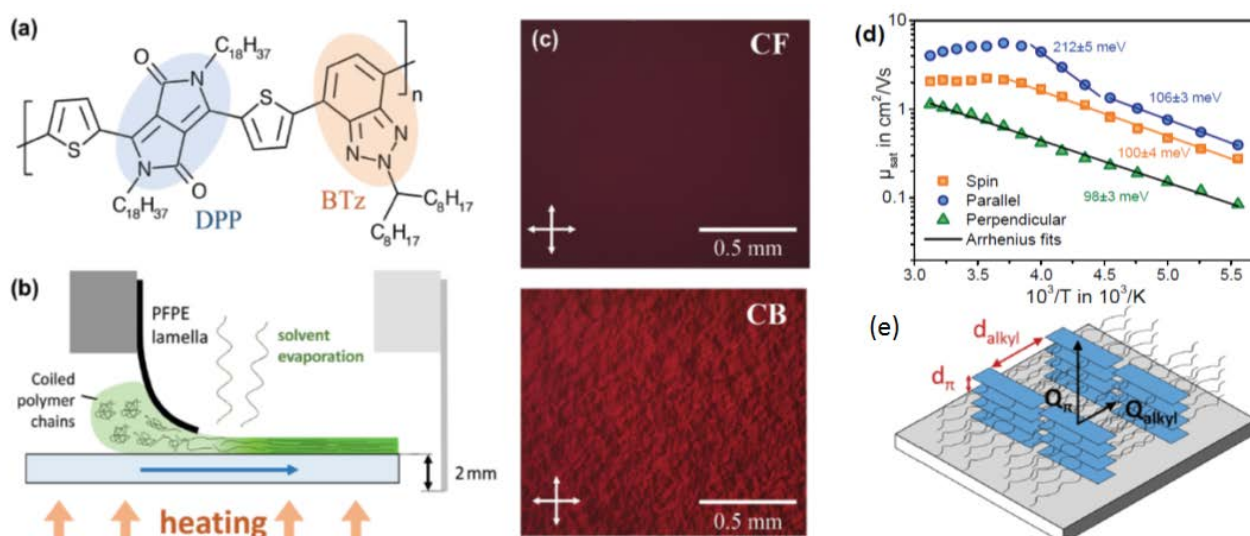 (a)
C18H37
O
N
S
S
n
N
N
N
N
O
C18H37
DPP
BTz
C8H17
C8H17
(b)
PFPE
lamella
solvent
evaporation
Coiled
polymer
chains
2 mm
heating
(c)
CF
0.5 mm
CB
0.5 mm
(d)
μsat in cm²/Vs
10
1
0.1
212±5 meV
106±3 meV
100±4 meV
98±3 meV
Spin
Parallel
Perpendicular
Arrhenius fits
3.0 3.5 4.0 4.5 5.0 5.5
10³/T in 10³/K
(e)
dalkyl
dπ
Qπ
Qalkyl